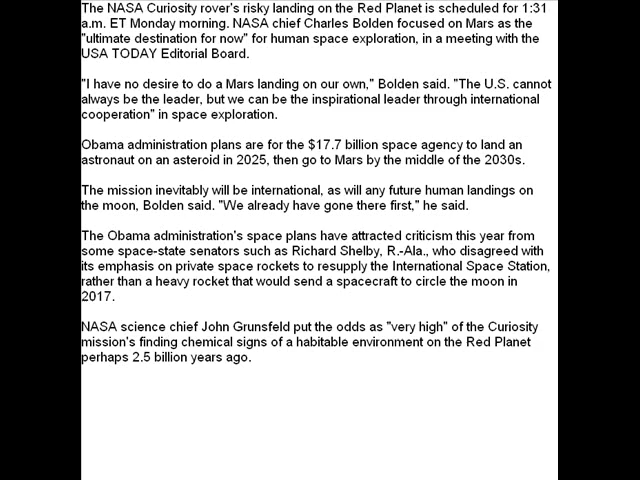 The NASA Curiosity rover's risky landing on the Red Planet is scheduled for 1:31
a.m. ET Monday morning. NASA chief Charles Bolden focused on Mars as the
"ultimate destination for now" for human space exploration, in a meeting with the
USA TODAY Editorial Board.
"I have no desire to do a Mars landing on our own," Bolden said. "The U.S. cannot
always be the leader, but we can be the inspirational leader through international
cooperation" in space exploration.
Obama administration plans are for the $17.7 billion space agency to land an
astronaut on an asteroid in 2025, then go to Mars by the middle of the 2030s.
The mission inevitably will be international, as will any future human landings on
the moon, Bolden said. "We already have gone there first," he said.
The Obama administration's space plans have attracted criticism this year from
some space-state senators such as Richard Shelby, R.-Ala., who disagreed with
its emphasis on private space rockets to resupply the International Space Station,
rather than a heavy rocket that would send a spacecraft to circle the moon in
2017.
NASA science chief John Grunsfeld put the odds as "very high" of the Curiosity
mission's finding chemical signs of a habitable environment on the Red Planet
perhaps 2.5 billion years ago.